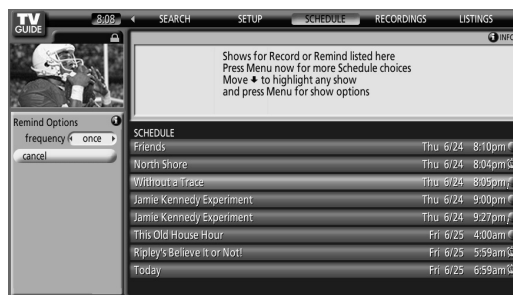 TV
GUIDE
8:08
SEARCH SETUP SCHEDULE RECORDINGS LISTINGS
INFO
Shows for Record or Remind listed here
Press Menu now for more Schedule choices
Move to highlight any show
and press Menu for show options
Remind Options
frequency once
cancel
SCHEDULE
Friends Thu 6/24 8:10pm
North Shore Thu 6/24 8:04pm
Without a Trace Thu 6/24 8:05pm
Jamie Kennedy Experiment Thu 6/24 9:00pm
Jamie Kennedy Experiment Thu 6/24 9:27pm
This Old House Hour Fri 6/25 4:00am
Ripley's Believe It or Not! Fri 6/25 5:59am
Today Fri 6/25 6:59am